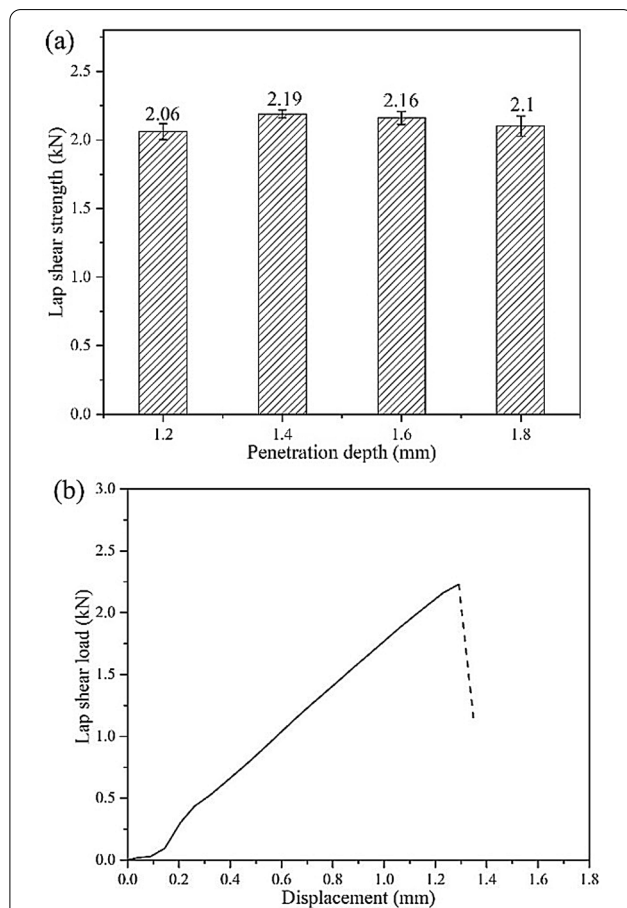 (a)
2.5
2.0
1.5
1.0
0.5
0.0
Lap shear strength (kN)
2.06
2.19
2.16
2.1
1.2 1.4 1.6 1.8
Penetration depth (mm)
(b)
3.0
2.5
2.0
1.5
1.0
0.5
0.0
Lap shear load (kN)
0.0 0.2 0.4 0.6 0.8 1.0 1.2 1.4 1.6 1.8
Displacement (mm)